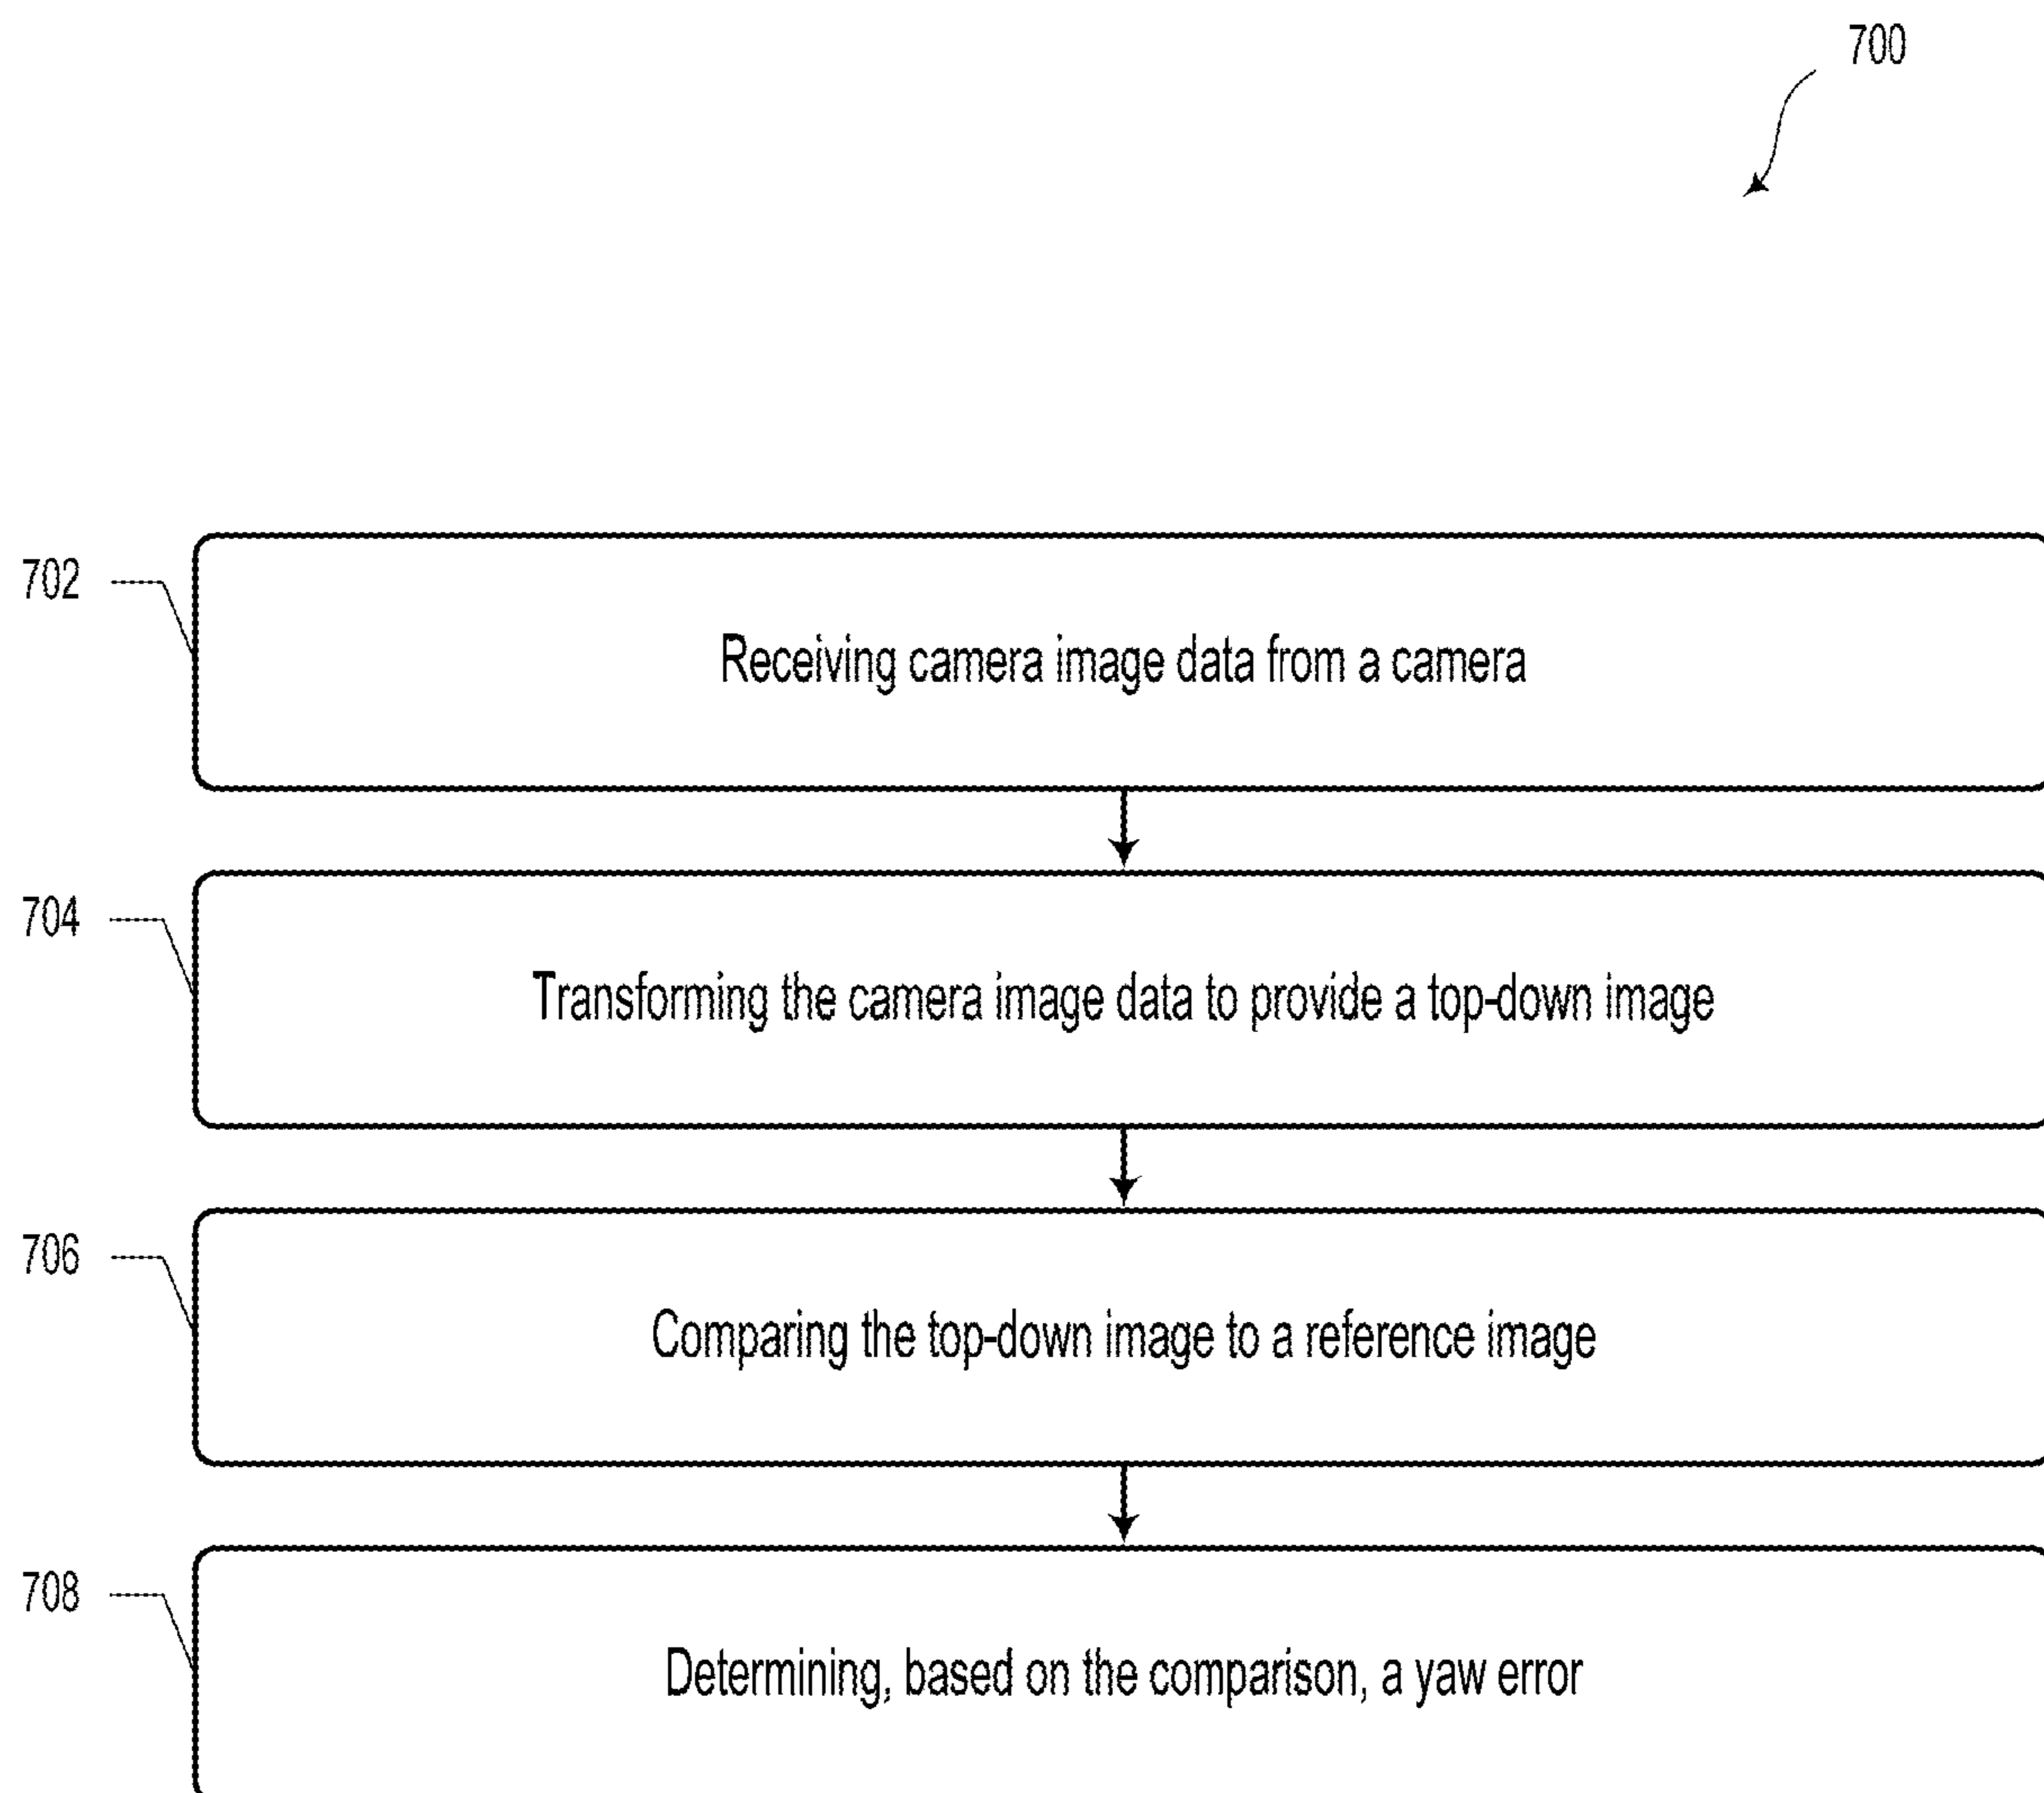 700
702
Receiving camera image data from a camera
704
Transforming the camera image data to provide a top-down image
706
Comparing the top-down image to a reference image
708
Determining, based on the comparison, a yaw error